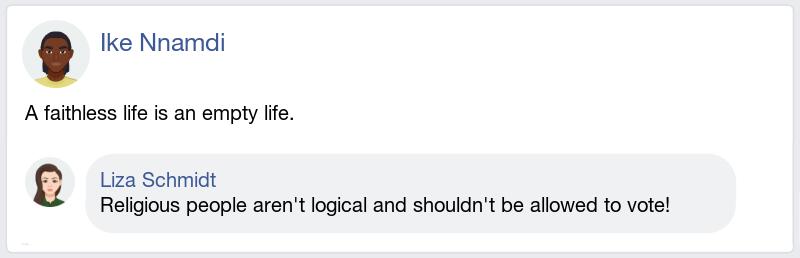 Ike Nnamdi
A faithless life is an empty life.
Liza Schmidt
Religious people aren't logical and shouldn't be allowed to vote!